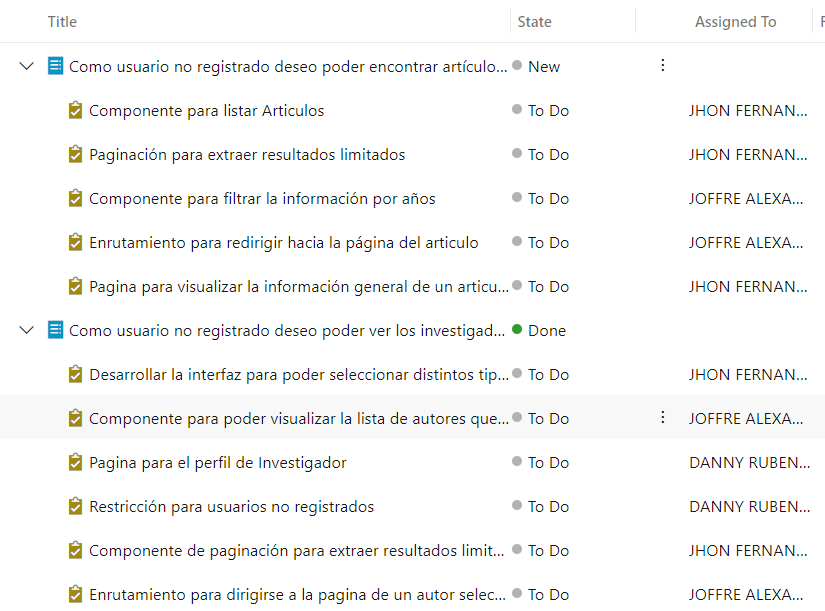 Title State Assigned To
Como usuario no registrado deseo poder encontrar artículo... New
Componente para listar Articulos To Do JHON FERNAN...
Paginación para extraer resultados limitados To Do JHON FERNAN...
Componente para filtrar la información por años To Do JOFFRE ALEXA...
Enrutamiento para redirigir hacia la página del articulo To Do JOFFRE ALEXA...
Pagina para visualizar la información general de un articu... To Do JHON FERNAN...
Como usuario no registrado deseo poder ver los investigad... Done
Desarrollar la interfaz para poder seleccionar distintos tip... To Do JHON FERNAN...
Componente para poder visualizar la lista de autores que... To Do JOFFRE ALEXA...
Pagina para el perfil de Investigador To Do DANNY RUBEN...
Restricción para usuarios no registrados To Do DANNY RUBEN...
Componente de paginación para extraer resultados limit... To Do JHON FERNAN...
Enrutamiento para dirigirse a la pagina de un autor selec... To Do JOFFRE ALEXA...